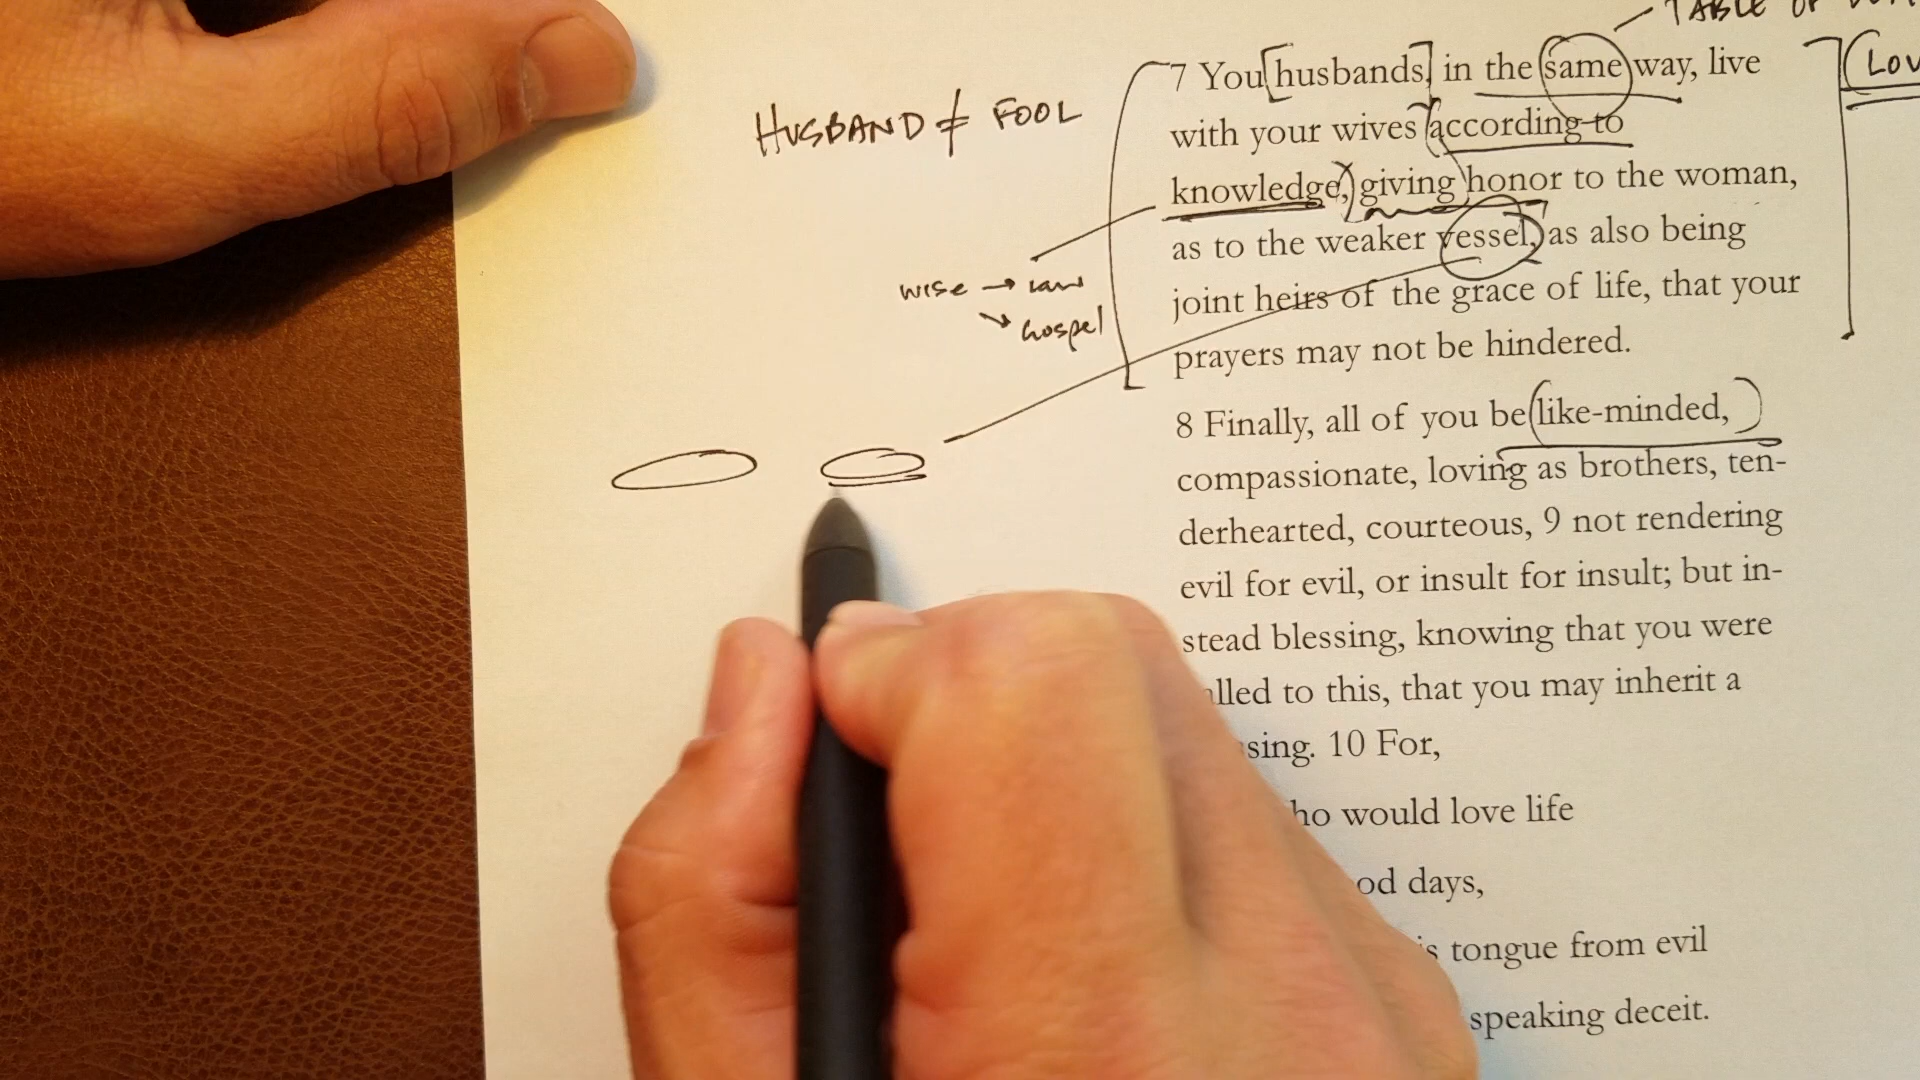 TABLE OF
7 You [husbands] in the same way, live
LOV
with your wives (according to
HUSBAND ≠ FOOL
knowledge,) giving honor to the woman,
as to the weaker vessel, as also being
wise → law
↘ Gospel
joint heirs of the grace of life, that your
prayers may not be hindered.
8 Finally, all of you be (like-minded,)
compassionate, loving as brothers, ten-
derhearted, courteous, 9 not rendering
evil for evil, or insult for insult; but in-
stead blessing, knowing that you were
lled to this, that you may inherit a
sing. 10 For,
ho would love life
od days,
s tongue from evil
speaking deceit.